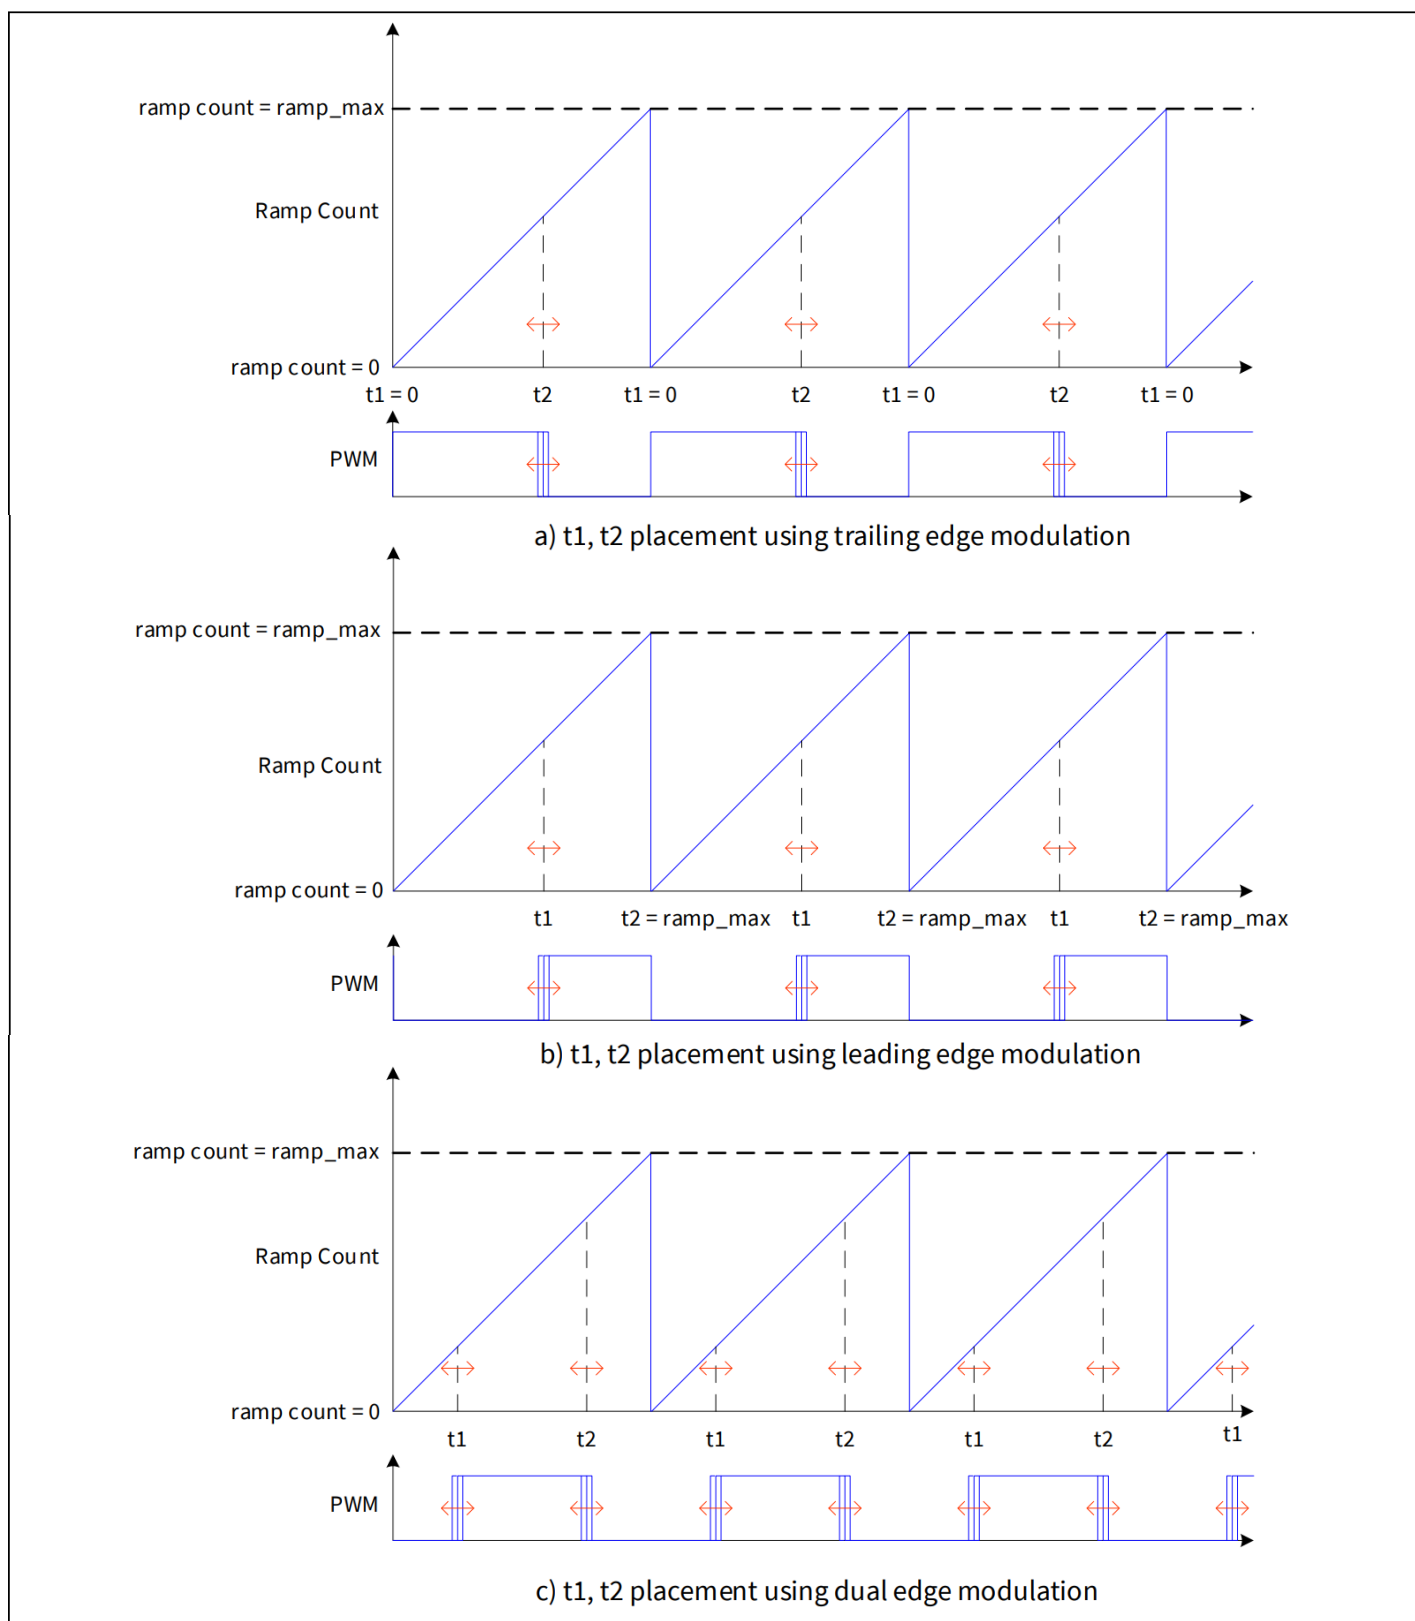 ramp count = ramp_max
Ramp Count
ramp count = 0
t1 = 0 t2 t1 = 0 t2 t1 = 0 t2 t1 = 0
PWM
a) t1, t2 placement using trailing edge modulation
ramp count = ramp_max
Ramp Count
ramp count = 0
t1 t2 = ramp_max t1 t2 = ramp_max t1 t2 = ramp_max
PWM
b) t1, t2 placement using leading edge modulation
ramp count = ramp_max
Ramp Count
ramp count = 0
t1 t2 t1 t2 t1 t2 t1
PWM
c) t1, t2 placement using dual edge modulation